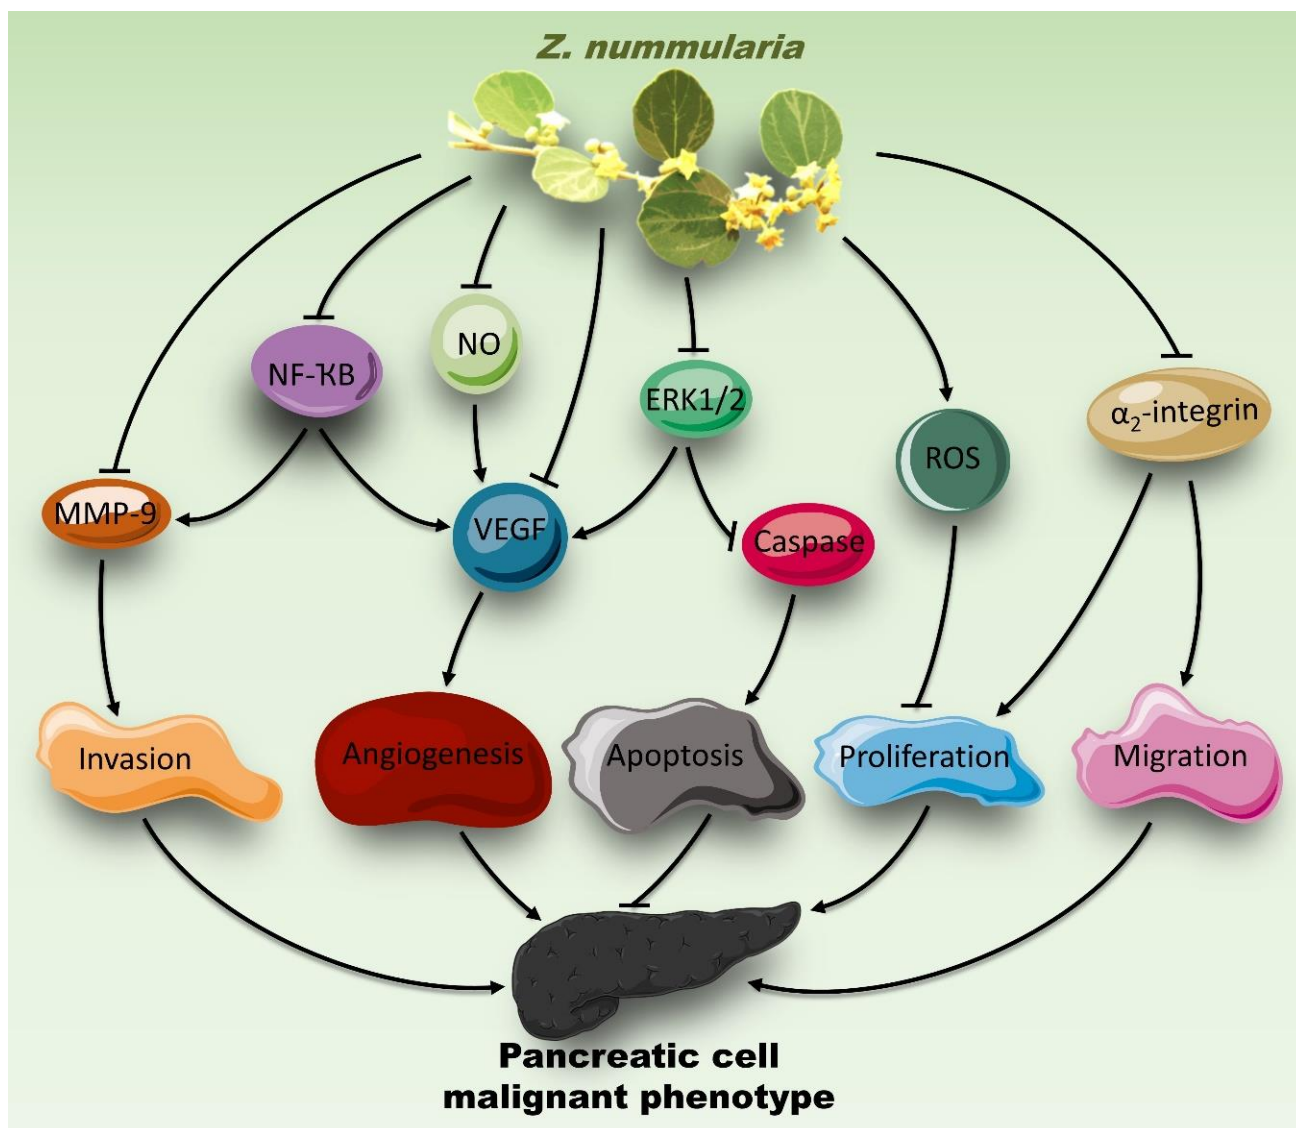 Z. nummularia
NO
NF-ҠB
ERK1/2
α₂-integrin
ROS
MMP-9
VEGF
Caspase
Invasion
Angiogenesis
Apoptosis
Proliferation
Migration
Pancreatic cell
malignant phenotype